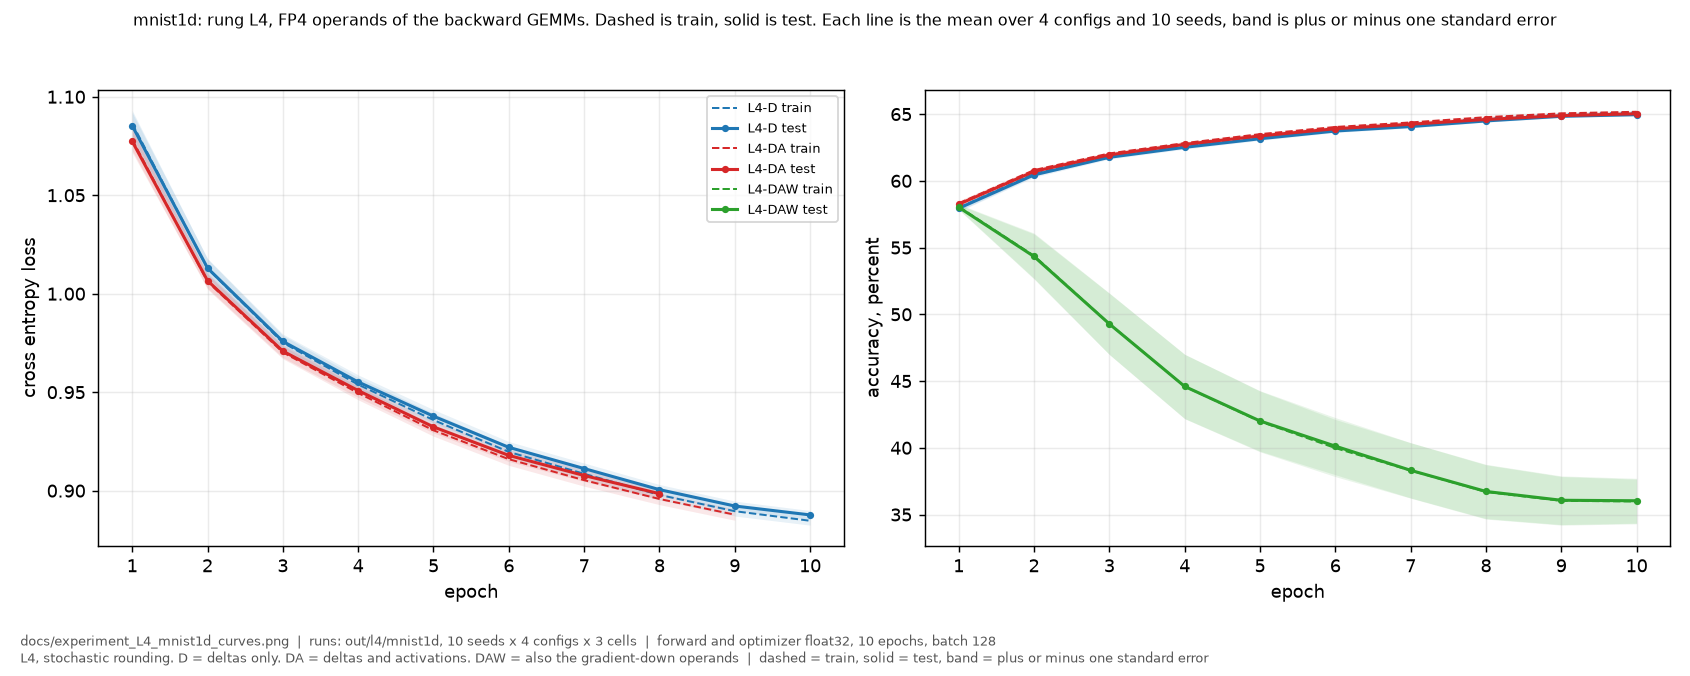 mnist1d: rung L4, FP4 operands of the backward GEMMs. Dashed is train, solid is test. Each line is the mean over 4 configs and 10 seeds, band is plus or minus one standard error
cross entropy loss
1.10
1.05
1.00
0.95
0.90
L4-D train
L4-D test
L4-DA train
L4-DA test
L4-DAW train
L4-DAW test
1 2 3 4 5 6 7 8 9 10
epoch
accuracy, percent
65
60
55
50
45
40
35
1 2 3 4 5 6 7 8 9 10
epoch
docs/experiment_L4_mnist1d_curves.png | runs: out/l4/mnist1d, 10 seeds x 4 configs x 3 cells | forward and optimizer float32, 10 epochs, batch 128
L4, stochastic rounding. D = deltas only. DA = deltas and activations. DAW = also the gradient-down operands | dashed = train, solid = test, band = plus or minus one standard error